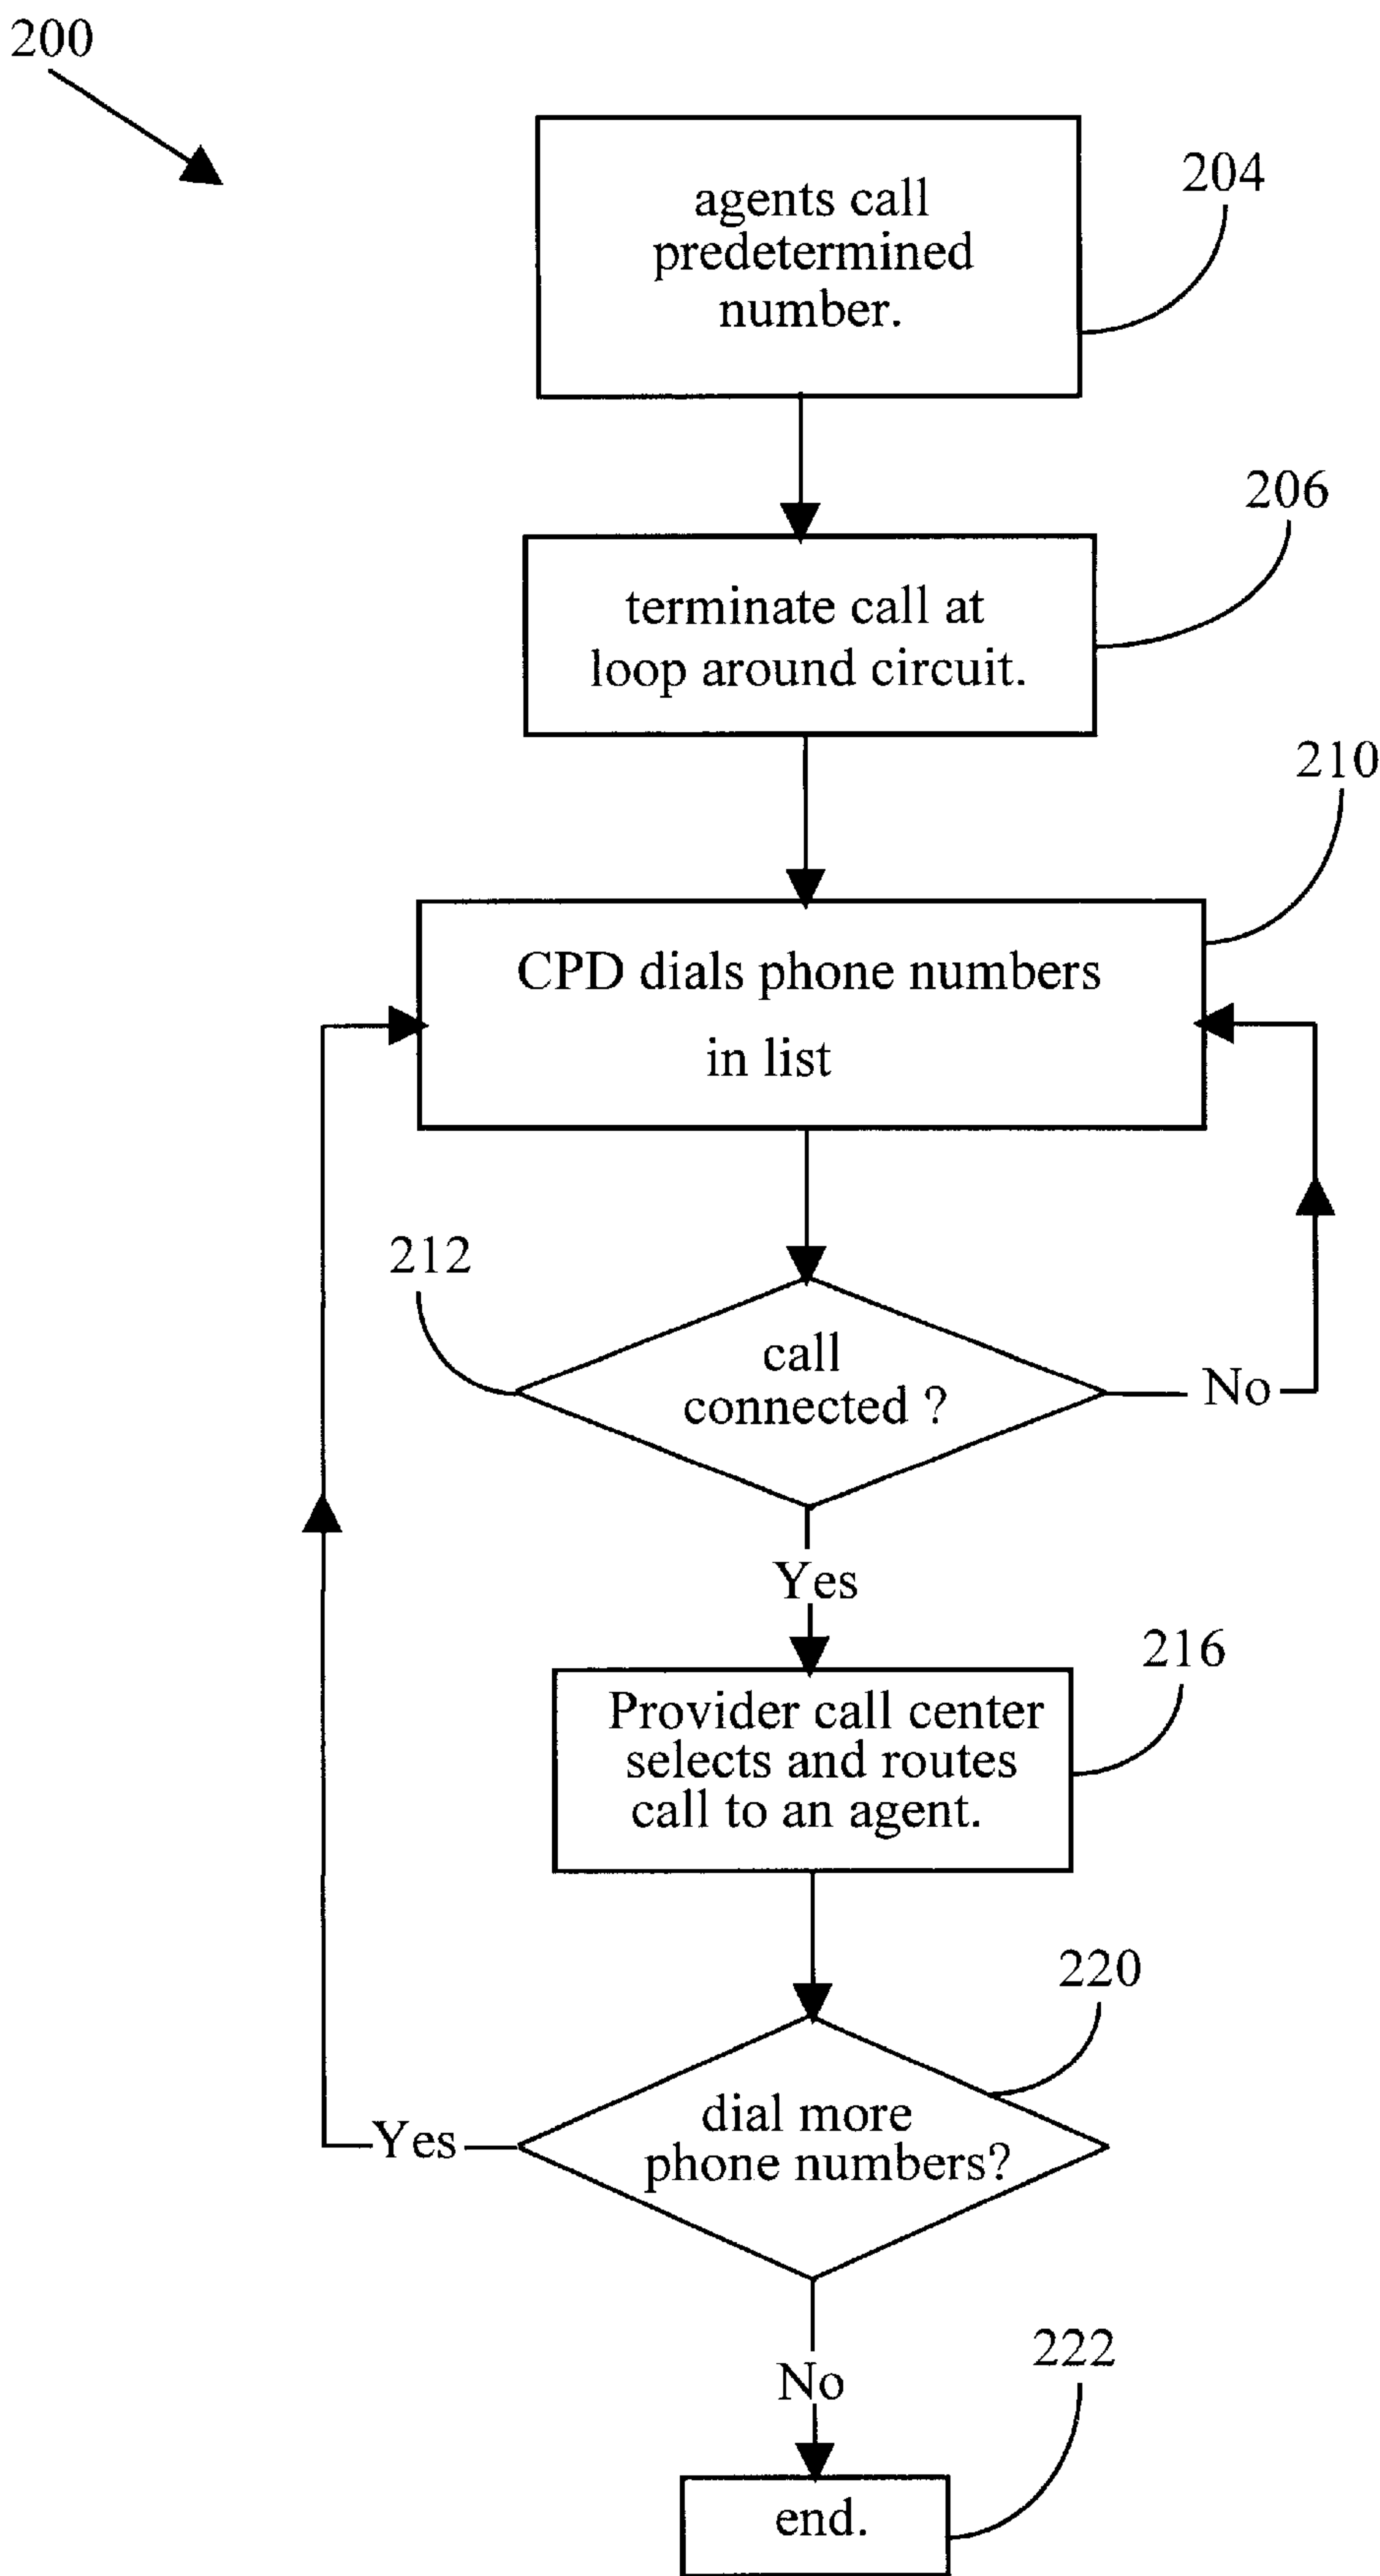 200
agents call
predetermined
number.
204
206
terminate call at
loop around circuit.
210
CPD dials phone numbers
in list
212
call
connected ?
No
Yes
216
Provider call center
selects and routes
call to an agent.
220
dial more
phone numbers?
Yes
No
222
end.